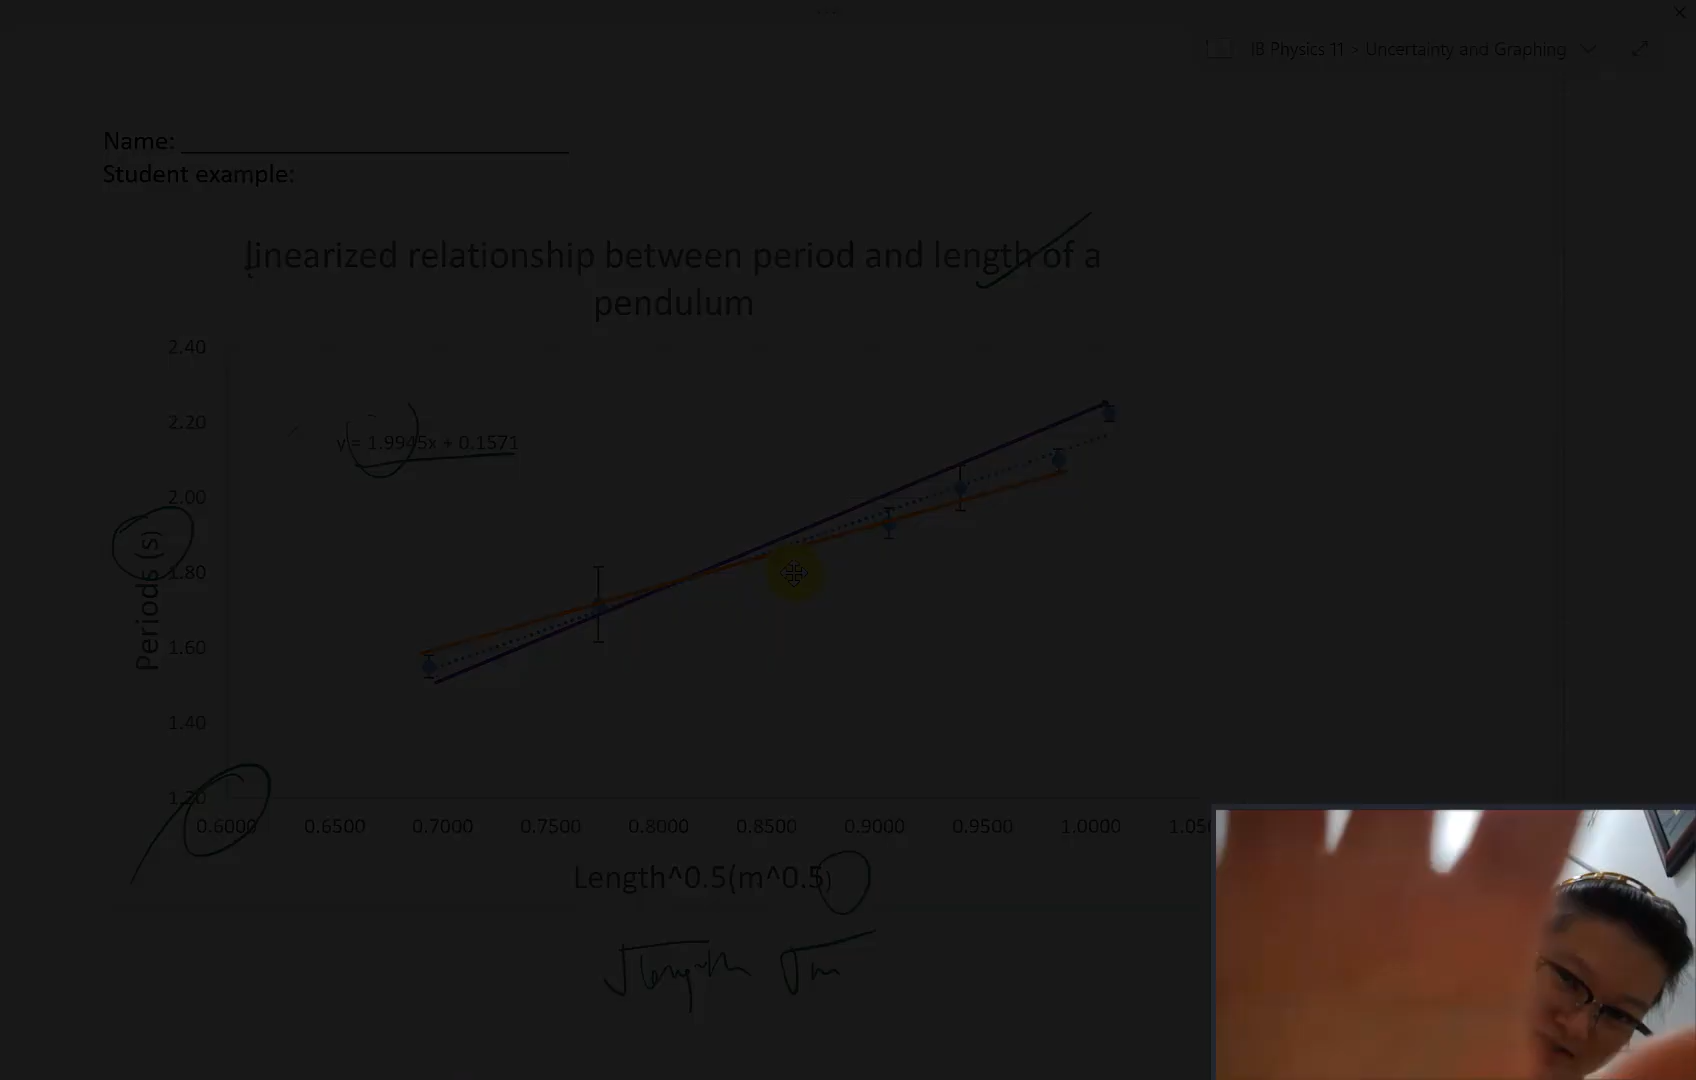 IB Physics 11 > Uncertainty and Graphing
Name:
Student example:
linearized relationship between period and length of a
pendulum
2.40
2.20
y = 1.9945x + 0.1571
2.00
Periods (s)
1.80
1.60
1.40
1.20
0.6000 0.6500 0.7000 0.7500 0.8000 0.8500 0.9000 0.9500 1.0000
Length^0.5(m^0.5)
√length √m